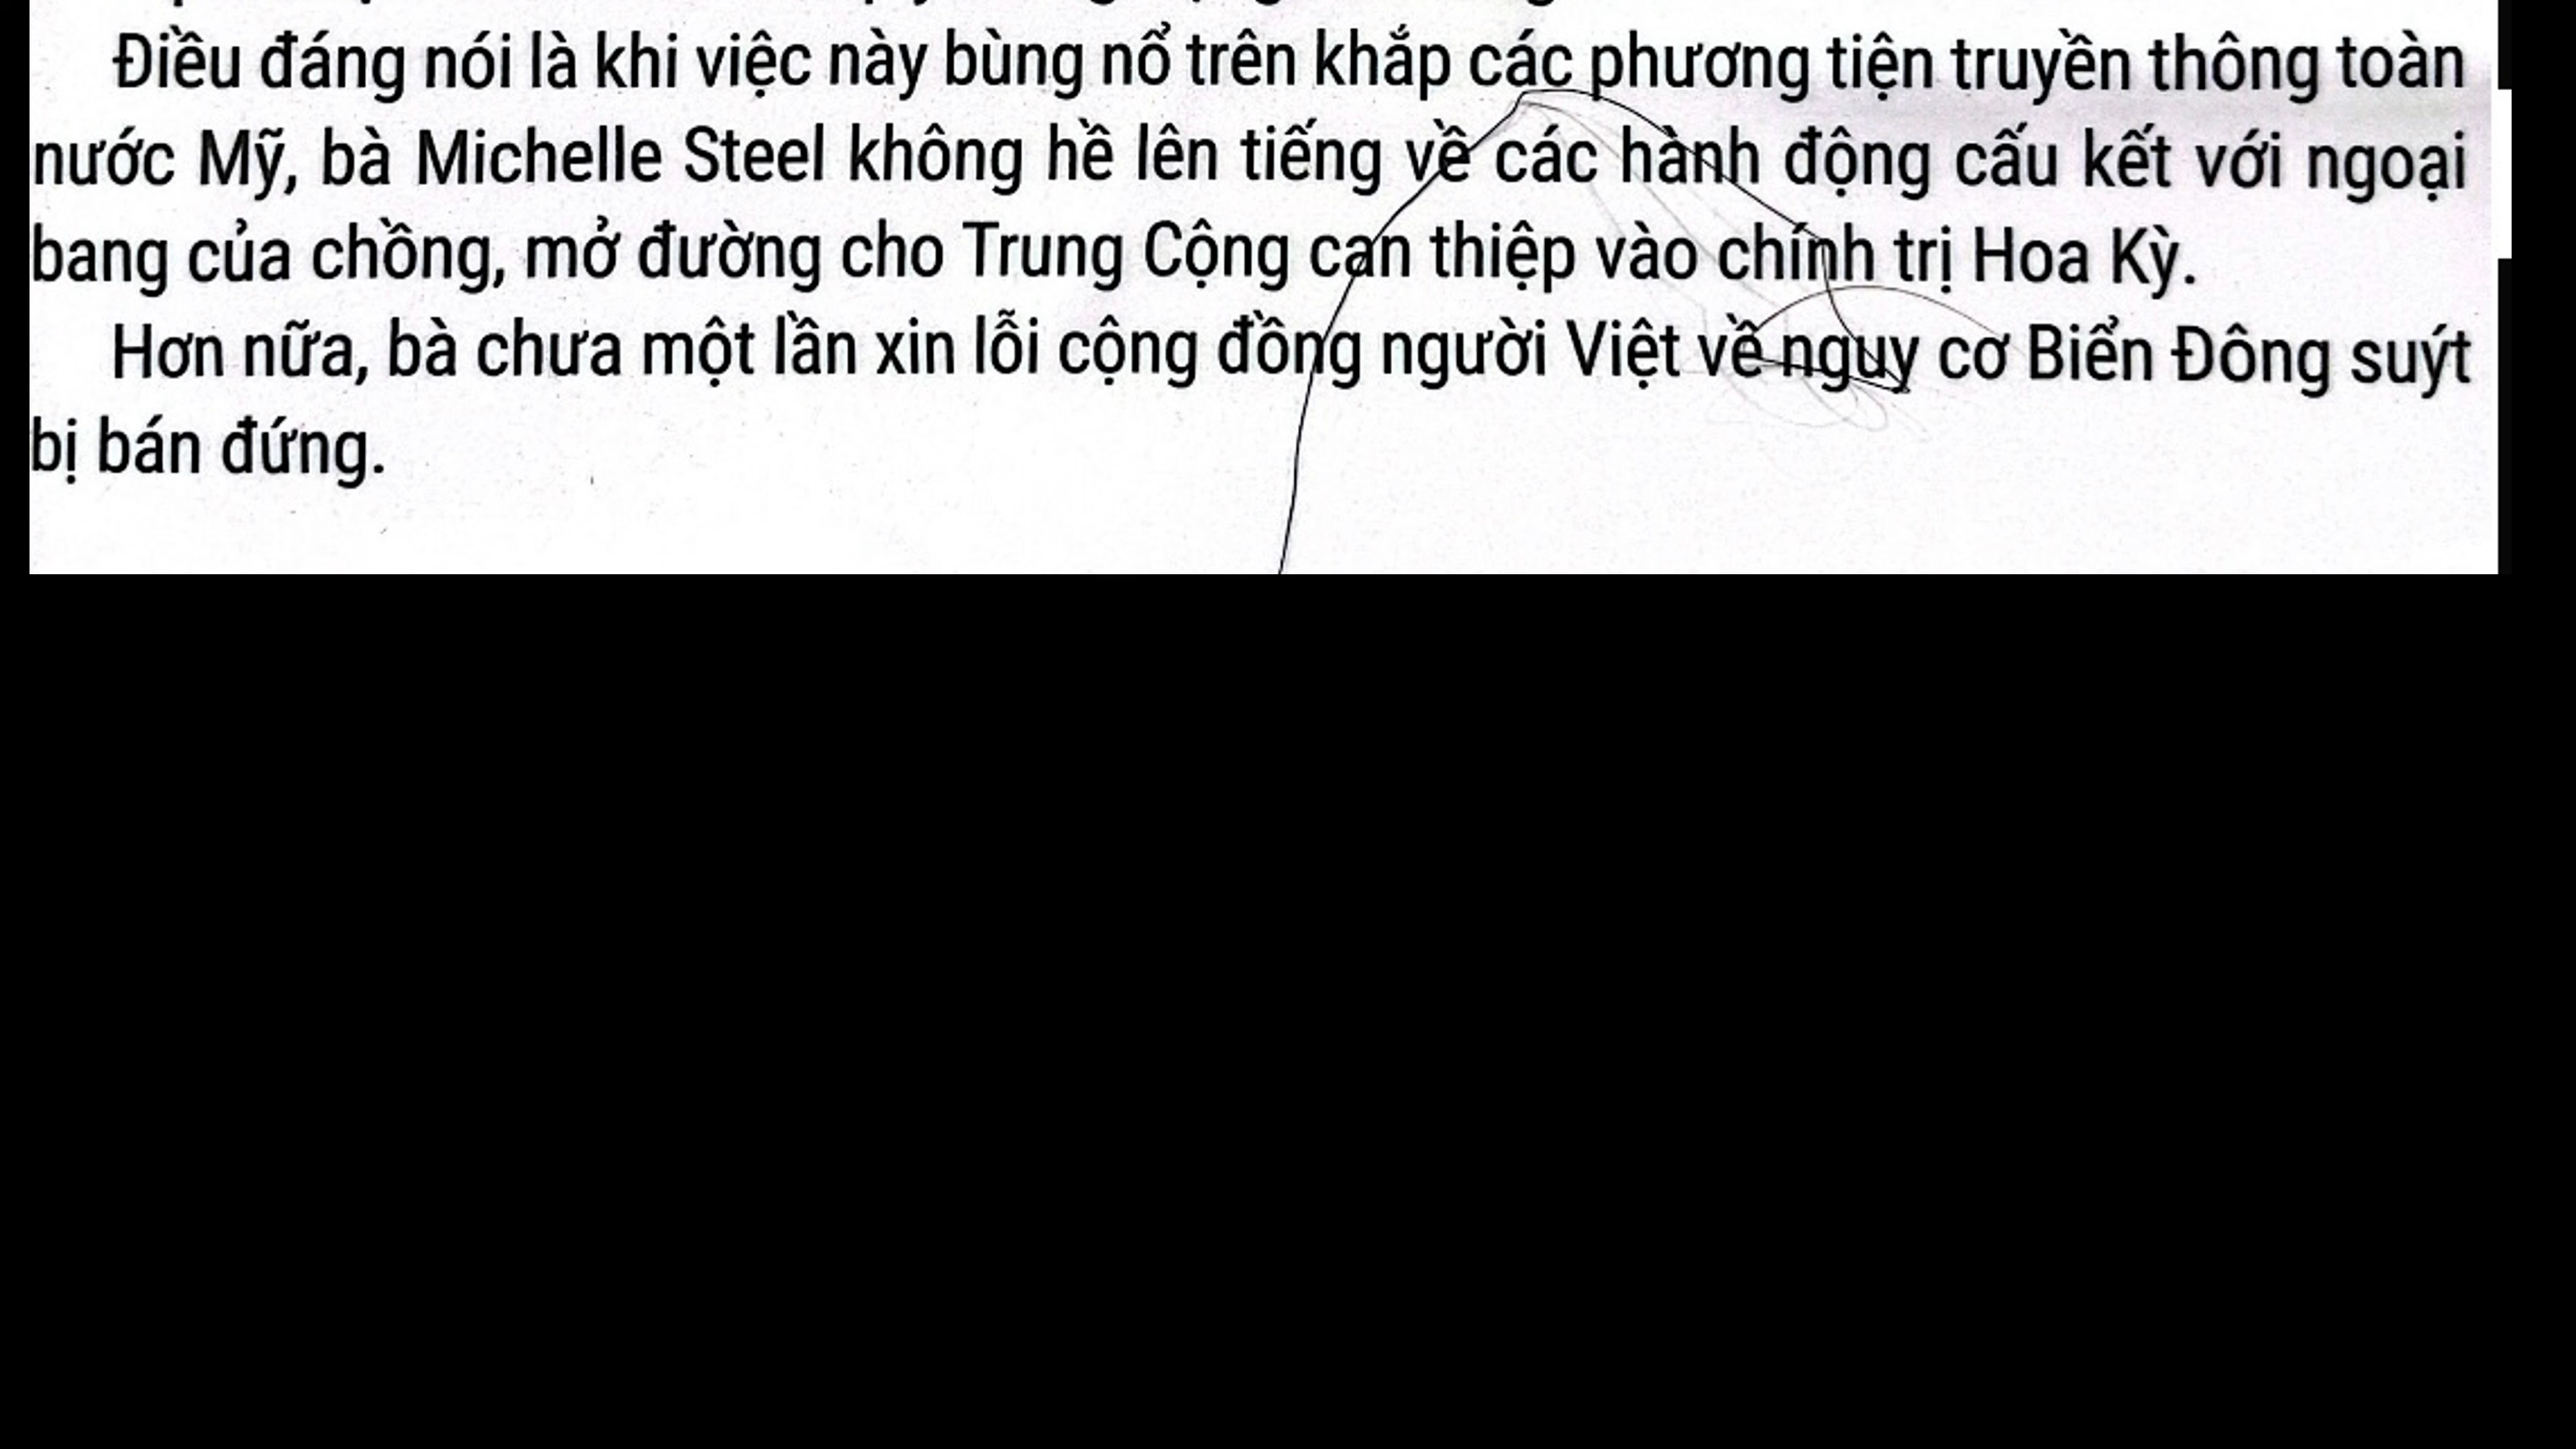 Điều đáng nói là khi việc này bùng nổ trên khắp các phương tiện truyền thông toàn
nước Mỹ, bà Michelle Steel không hề lên tiếng về các hành động cấu kết với ngoại
bang của chồng, mở đường cho Trung Cộng can thiệp vào chính trị Hoa Kỳ.
Hơn nữa, bà chưa một lần xin lỗi cộng đồng người Việt về nguy cơ Biển Đông suýt
bị bán đứng.